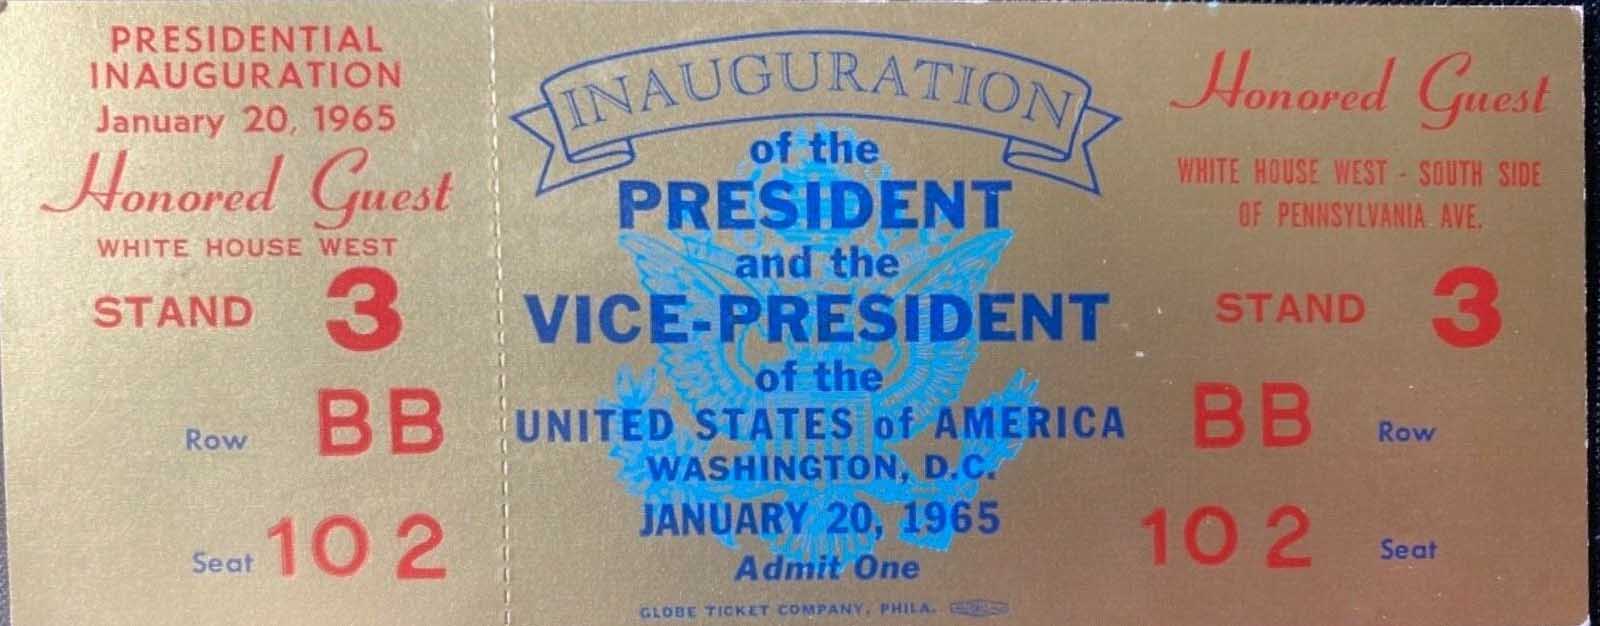 PRESIDENTIAL
INAUGURATION
January 20, 1965
Honored Guest
WHITE HOUSE WEST
STAND 3
Row BB
Seat 102
INAUGURATION
of the
PRESIDENT
and the
VICE-PRESIDENT
of the
UNITED STATES of AMERICA
WASHINGTON, D.C.
JANUARY 20, 1965
Admit One
GLOBE TICKET COMPANY, PHILA.
Honored Guest
WHITE HOUSE WEST - SOUTH SIDE
OF PENNSYLVANIA AVE.
STAND 3
BB Row
102 Seat